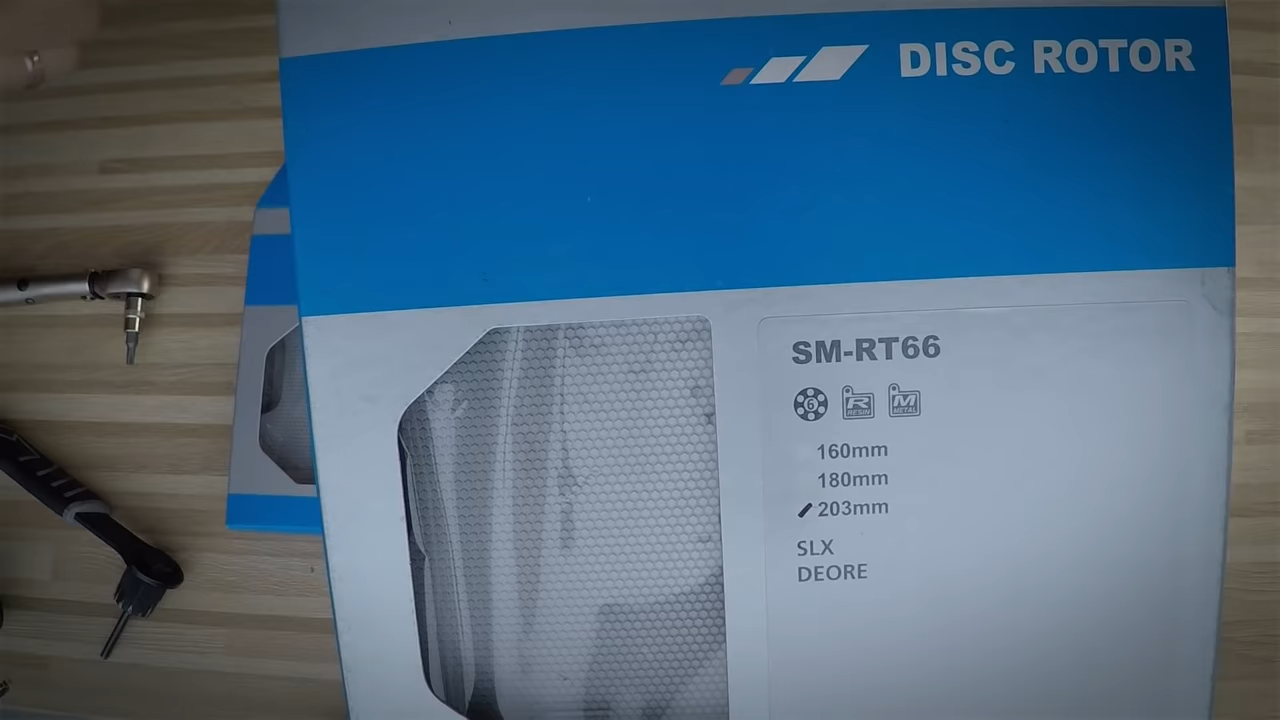 DISC ROTOR
SM-RT66
6 R RESIN M METAL
160mm
180mm
203mm
SLX
DEORE